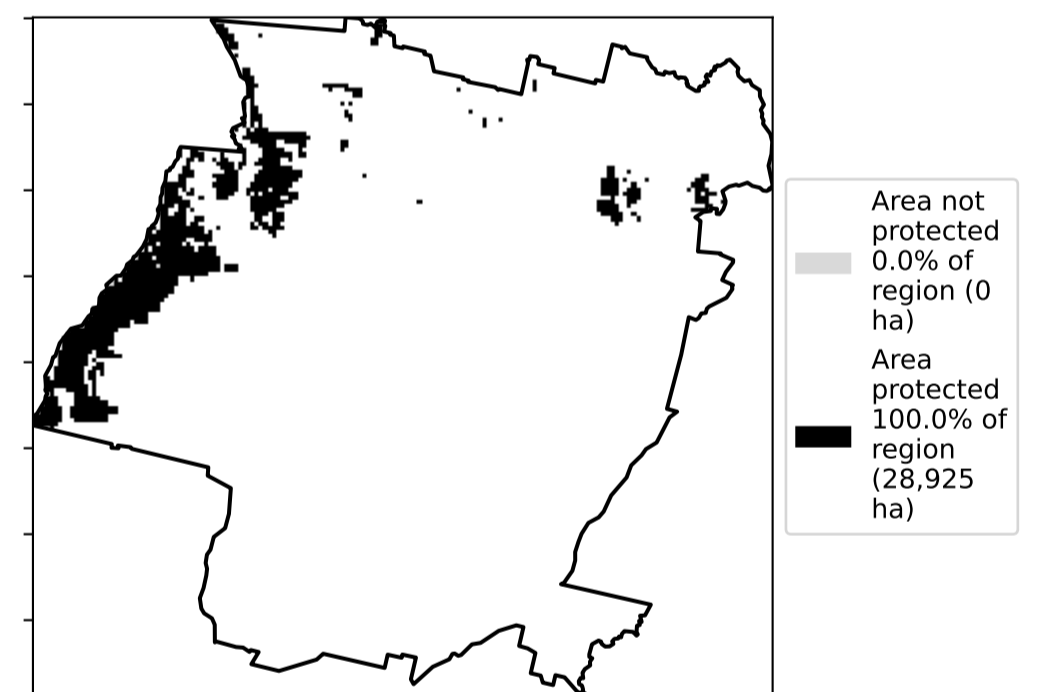 Area not
protected
0.0% of
region (0
ha)
Area
protected
100.0% of
region
(28,925
ha)